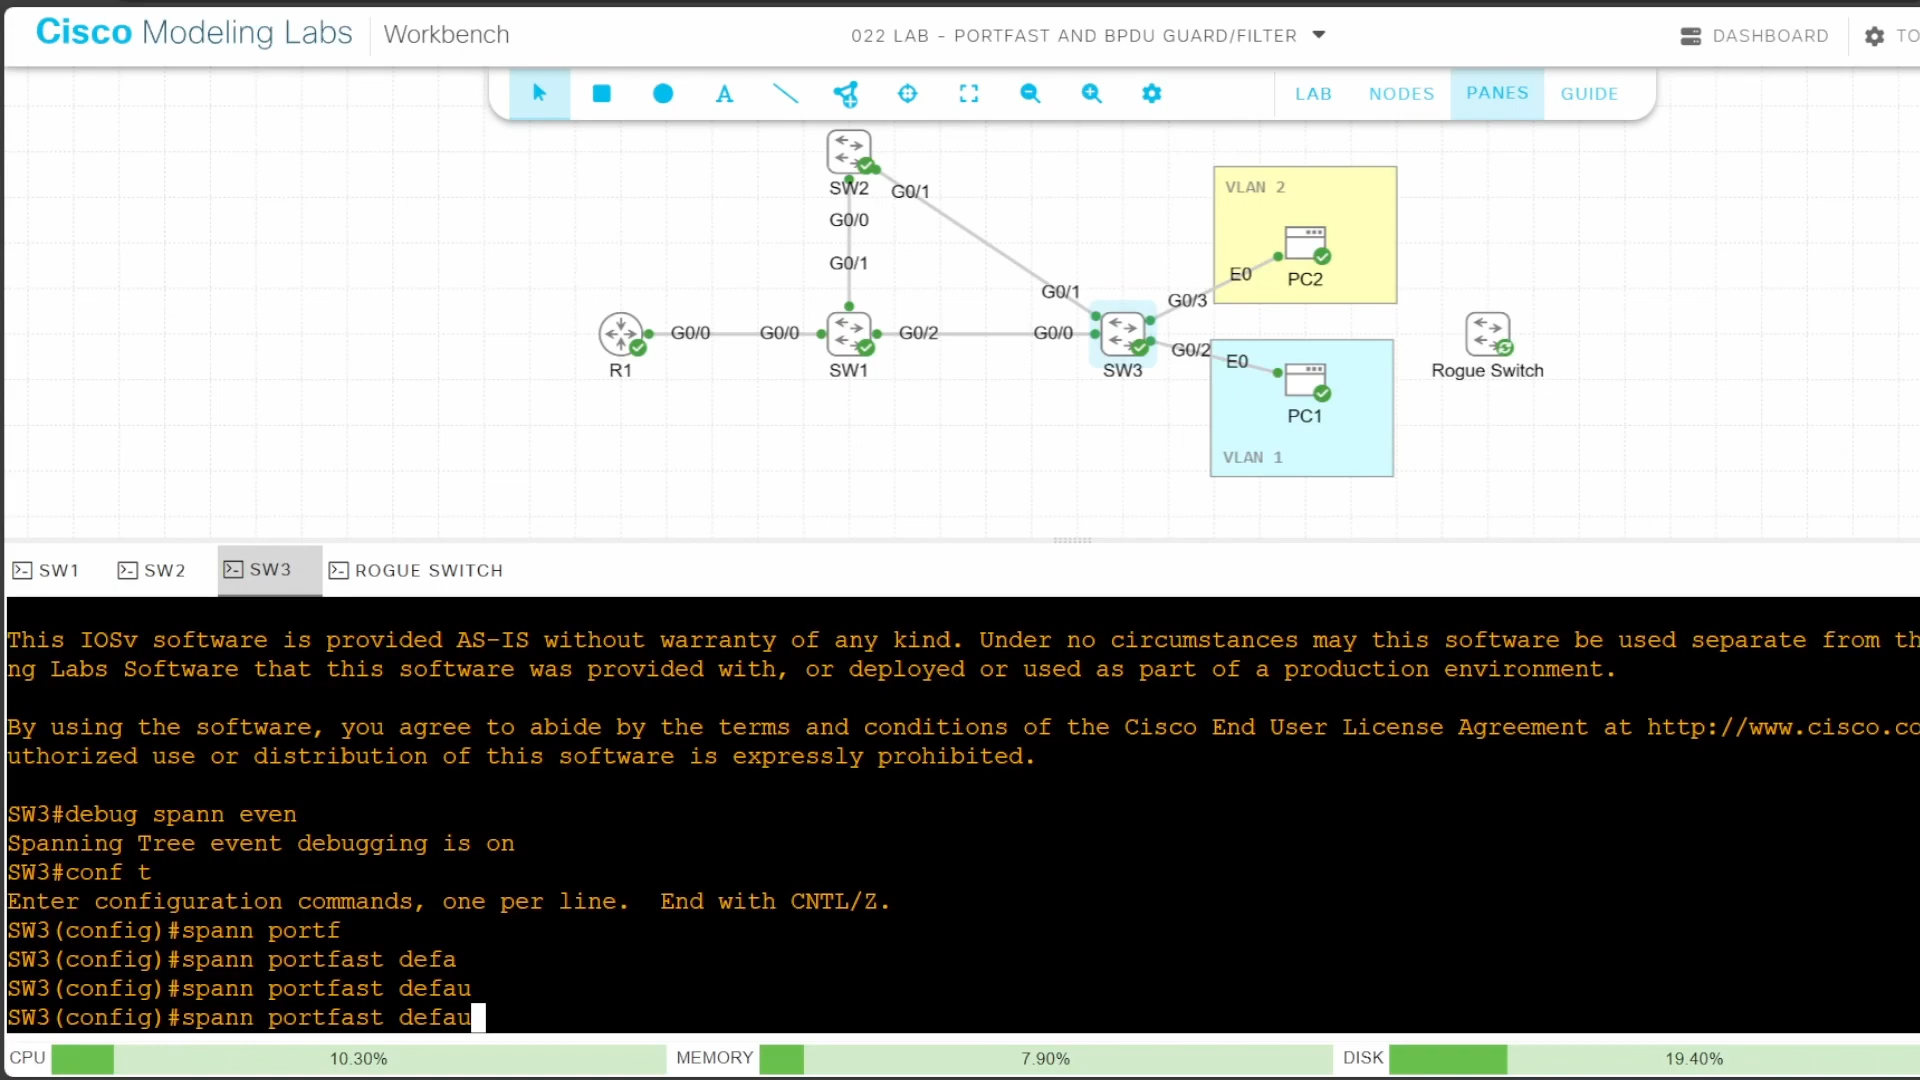 Cisco Modeling Labs Workbench 022 LAB - PORTFAST AND BPDU GUARD/FILTER DASHBOARD TO
A LAB NODES PANES GUIDE
SW2
G0/1
G0/0
G0/1
VLAN 2
E0
PC2
G0/1
G0/3
R1
G0/0
G0/0
SW1
G0/2
G0/0
SW3
G0/2
E0
PC1
VLAN 1
Rogue Switch
SW1 SW2 SW3 ROGUE SWITCH
This IOSv software is provided AS-IS without warranty of any kind. Under no circumstances may this software be used separate from th
ng Labs Software that this software was provided with, or deployed or used as part of a production environment.
By using the software, you agree to abide by the terms and conditions of the Cisco End User License Agreement at http://www.cisco.co
uthorized use or distribution of this software is expressly prohibited.
SW3#debug spann even
Spanning Tree event debugging is on
SW3#conf t
Enter configuration commands, one per line.  End with CNTL/Z.
SW3(config)#spann portf
SW3(config)#spann portfast defa
SW3(config)#spann portfast defau
SW3(config)#spann portfast defau
CPU 10.30% MEMORY 7.90% DISK 19.40%